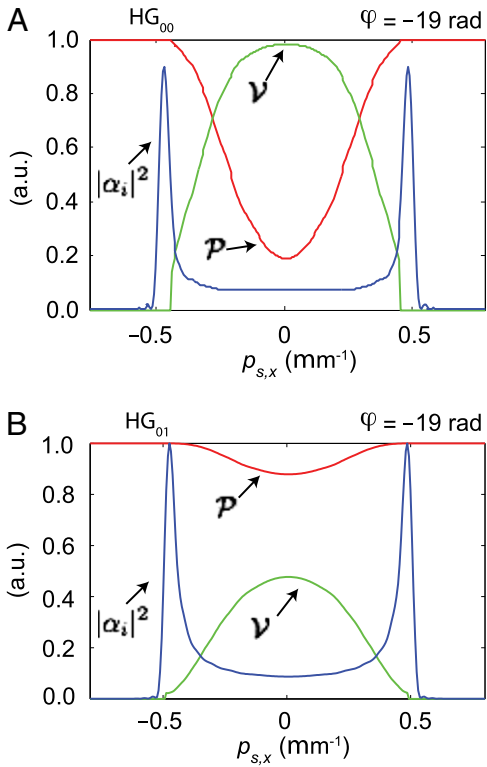 A HG00 φ = −19 rad
1.0
0.8
0.6
0.4
0.2
0.0
(a.u.)
𝒱
|αi|²
𝒫
−0.5 0 0.5
ps,x (mm-1)
B HG01 φ = −19 rad
1.0
0.8
0.6
0.4
0.2
0.0
(a.u.)
𝒫
|αi|²
𝒱
−0.5 0 0.5
ps,x (mm-1)